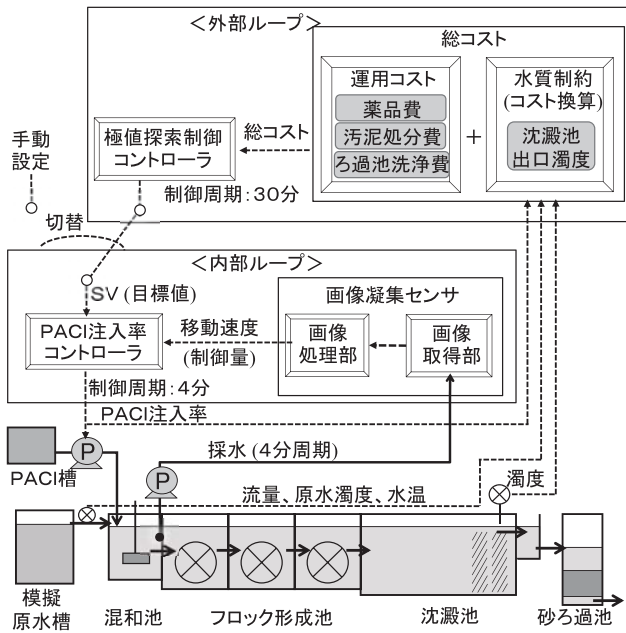 ＜外部ループ＞
総コスト
運用コスト
薬品費
汚泥処分費
ろ過池洗浄費
＋
水質制約
(コスト換算)
沈澱池
出口濁度
総コスト
極値探索制御
コントローラ
制御周期：30分
手動
設定
切替
＜内部ループ＞
SV (目標値)
画像凝集センサ
PACl注入率
コントローラ
移動速度
(制御量)
画像
処理部
画像
取得部
制御周期：4分
PACl注入率
採水 (4分周期)
P
P
PACl槽
濁度
流量、原水濁度、水温
模擬
原水槽
混和池
フロック形成池
沈澱池
砂ろ過池